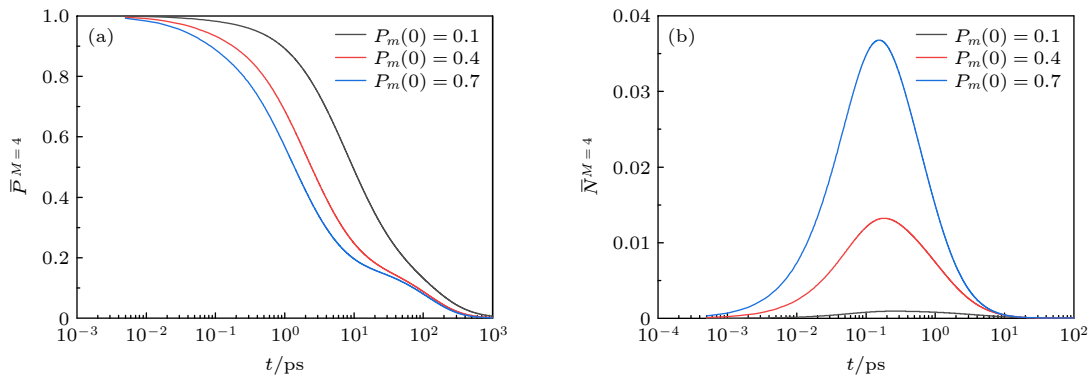 (a)
P_m(0) = 0.1
P_m(0) = 0.4
P_m(0) = 0.7
1.0
0.8
0.6
0.4
0.2
0
P̅^{M = 4}
10^{−3}
10^{−2}
10^{−1}
10^{0}
10^{1}
10^{2}
10^{3}
t/ps
(b)
P_m(0) = 0.1
P_m(0) = 0.4
P_m(0) = 0.7
0.04
0.03
0.02
0.01
0
N̅^{M = 4}
10^{−4}
10^{−3}
10^{−2}
10^{−1}
10^{0}
10^{1}
10^{2}
t/ps